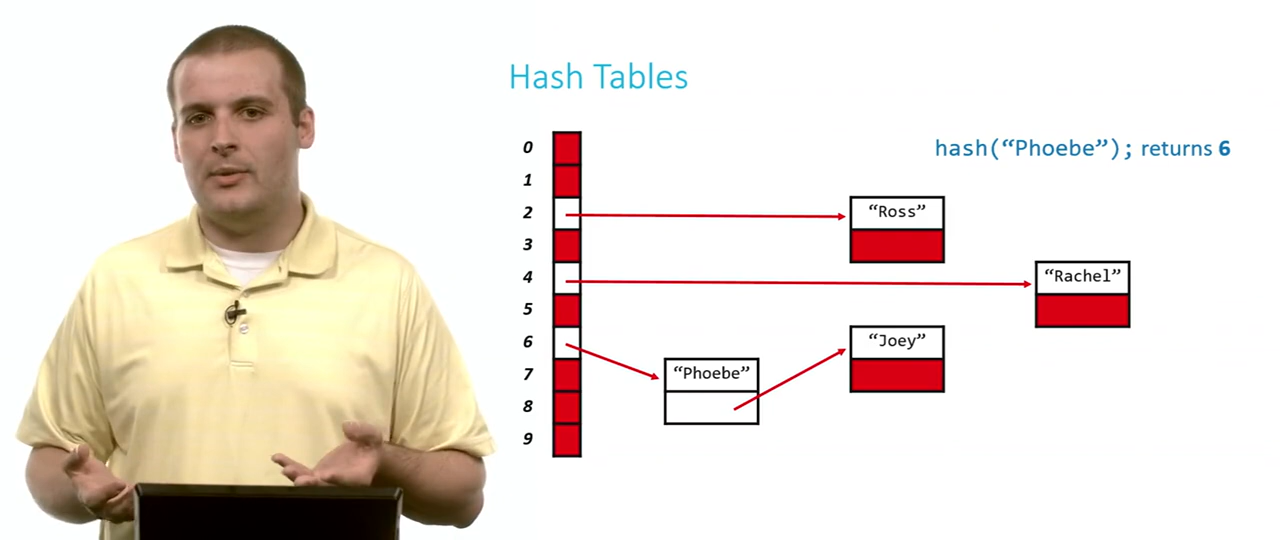 Hash Tables
hash(“Phoebe”); returns 6
0
1
2
“Ross”
3
4
“Rachel”
5
6
“Joey”
7
“Phoebe”
8
9